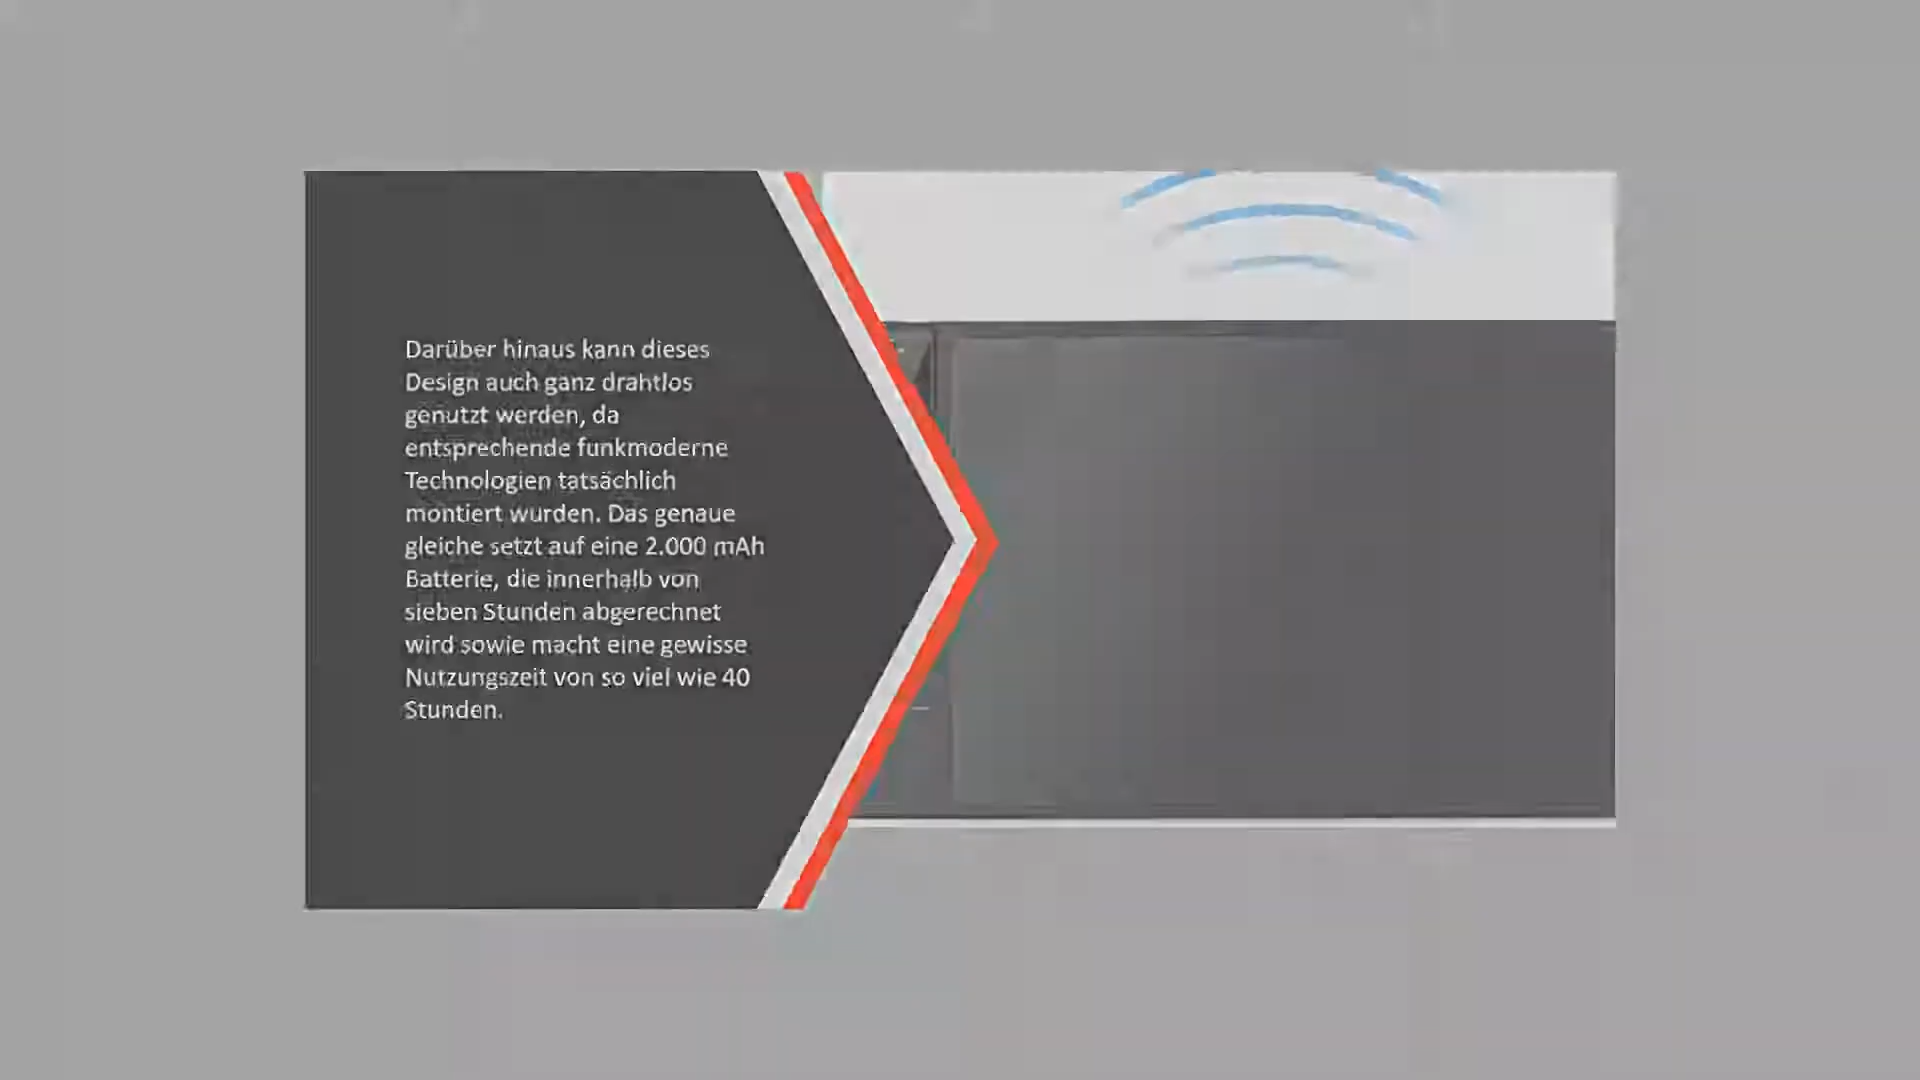 Darüber hinaus kann dieses
Design auch ganz drahtlos
genutzt werden, da
entsprechende funkmoderne
Technologien tatsächlich
montiert wurden. Das genaue
gleiche setzt auf eine 2.000 mAh
Batterie, die innerhalb von
sieben Stunden abgerechnet
wird sowie macht eine gewisse
Nutzungszeit von so viel wie 40
Stunden.